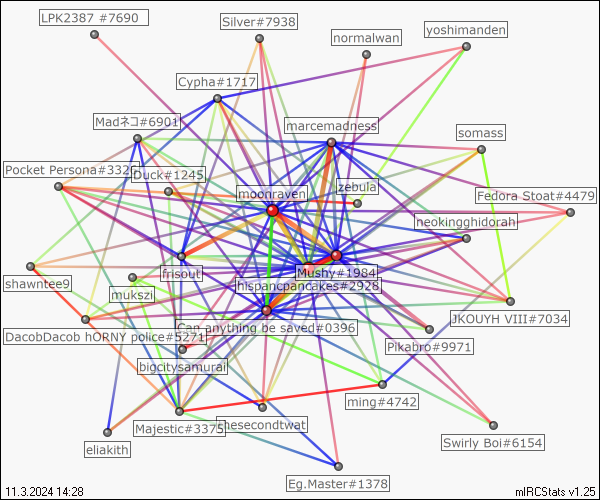 LPK2387 #7690
Silver#7938
yoshimanden
normalwan
Cypha#1717
Madネコ#6901
marcemadness
somass
Pocket Persona#332
Duck#1245
zebula
moonraven
Fedora Stoat#4479
neokingghidorah
frisout
Mushy#1984
shawntee9
mukszi
hispancpancakes#2928
JKOUYH VIII#7034
Can anything be saved#0396
DacobDacob hORNY police#5271
Pikabro#9971
bigcitysamurai
ming#4742
Majestic#3375
thesecondtwat
eliakith
Swirly Boi#6154
Eg.Master#1378
11.3.2024 14:28
mIRCStats v1.25